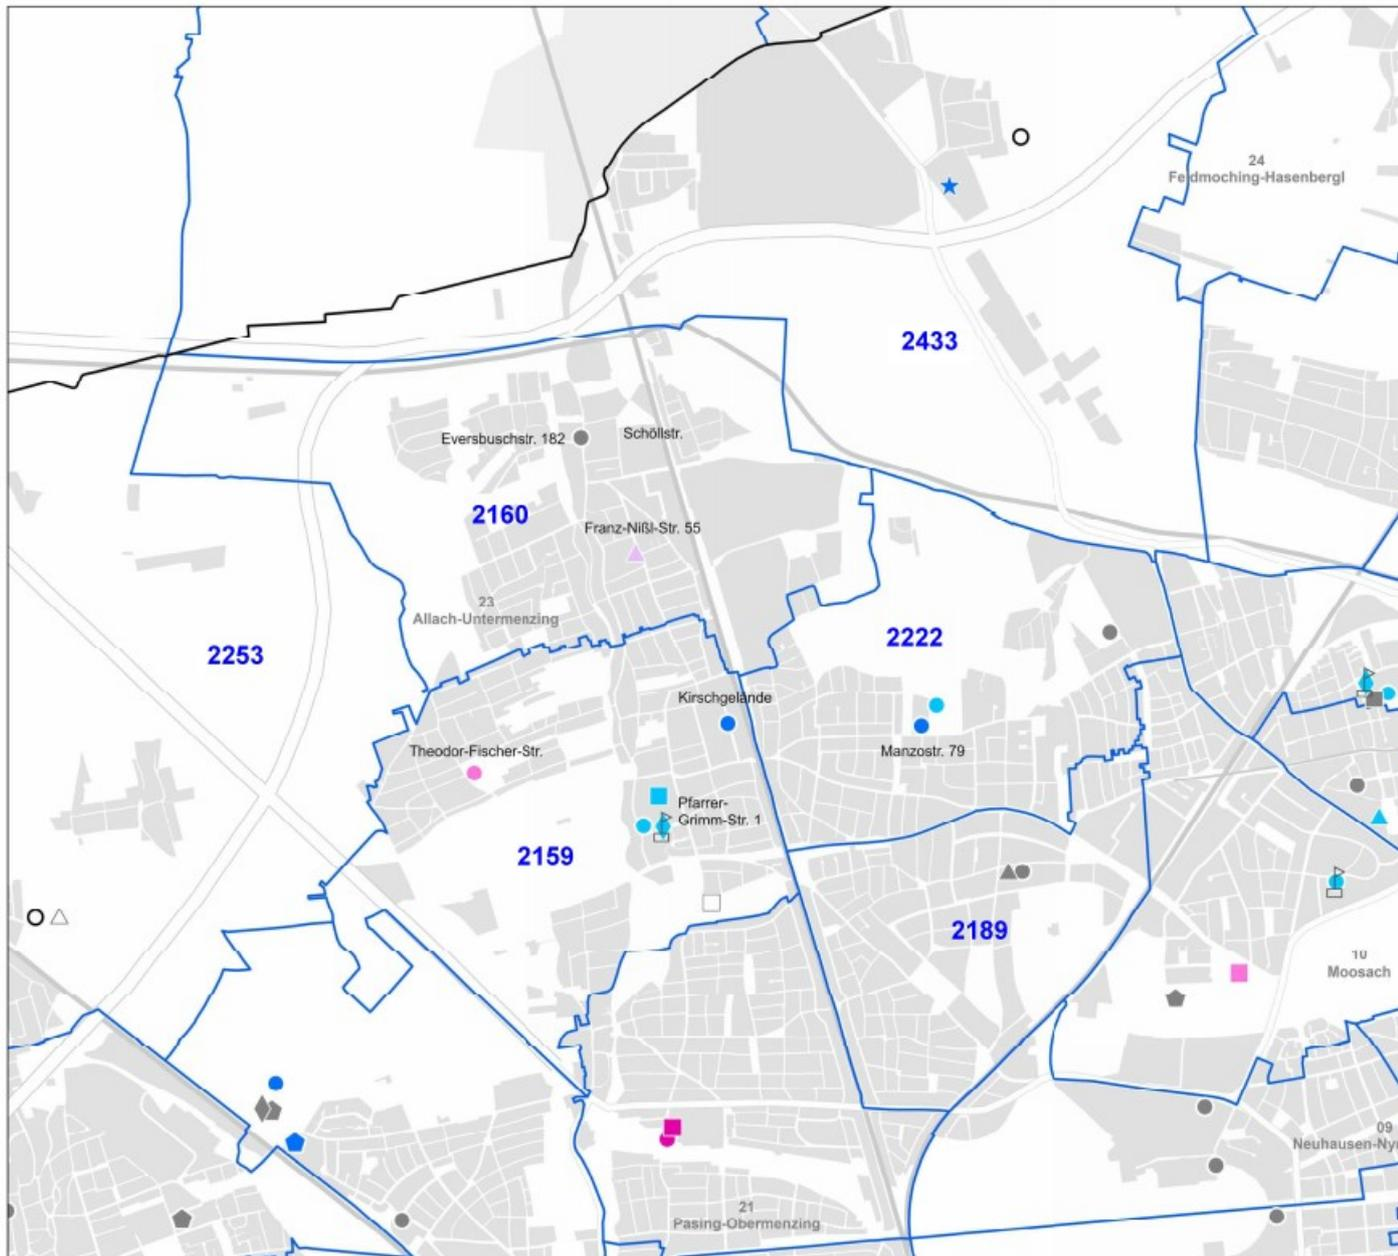 24
Feldmoching-Hasenbergl
2433
Eversbuschstr. 182
Schöllstr.
2160
Franz-Nißl-Str. 55
23
Allach-Untermenzing
2253
2222
Kirschgelände
Theodor-Fischer-Str.
Manzostr. 79
Pfarrer-
Grimm-Str. 1
2159
2189
10
Moosach
09
Neuhausen-Ny
21
Pasing-Obermenzing